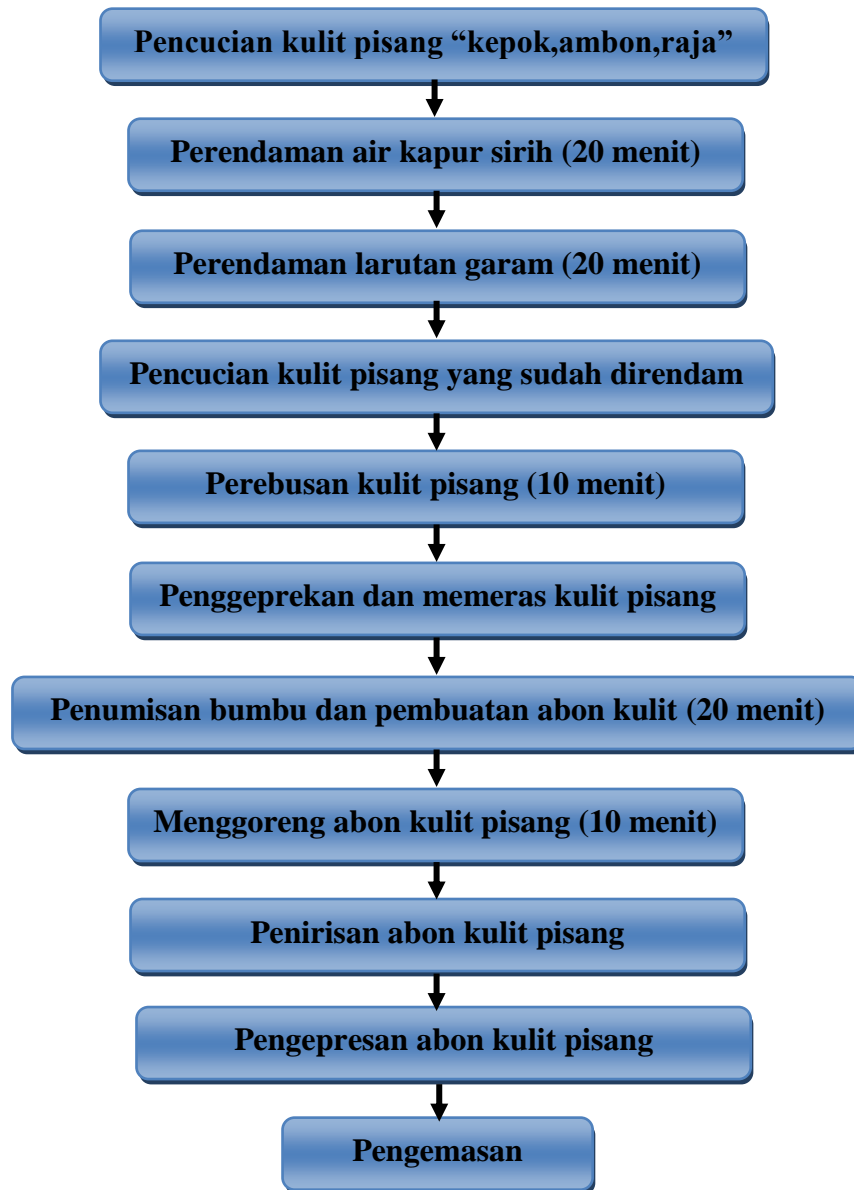 Pencucian kulit pisang “kepok,ambon,raja”
Perendaman air kapur sirih (20 menit)
Perendaman larutan garam (20 menit)
Pencucian kulit pisang yang sudah direndam
Perebusan kulit pisang (10 menit)
Penggeprekan dan memeras kulit pisang
Penumisan bumbu dan pembuatan abon kulit (20 menit)
Menggoreng abon kulit pisang (10 menit)
Penirisan abon kulit pisang
Pengepresan abon kulit pisang
Pengemasan